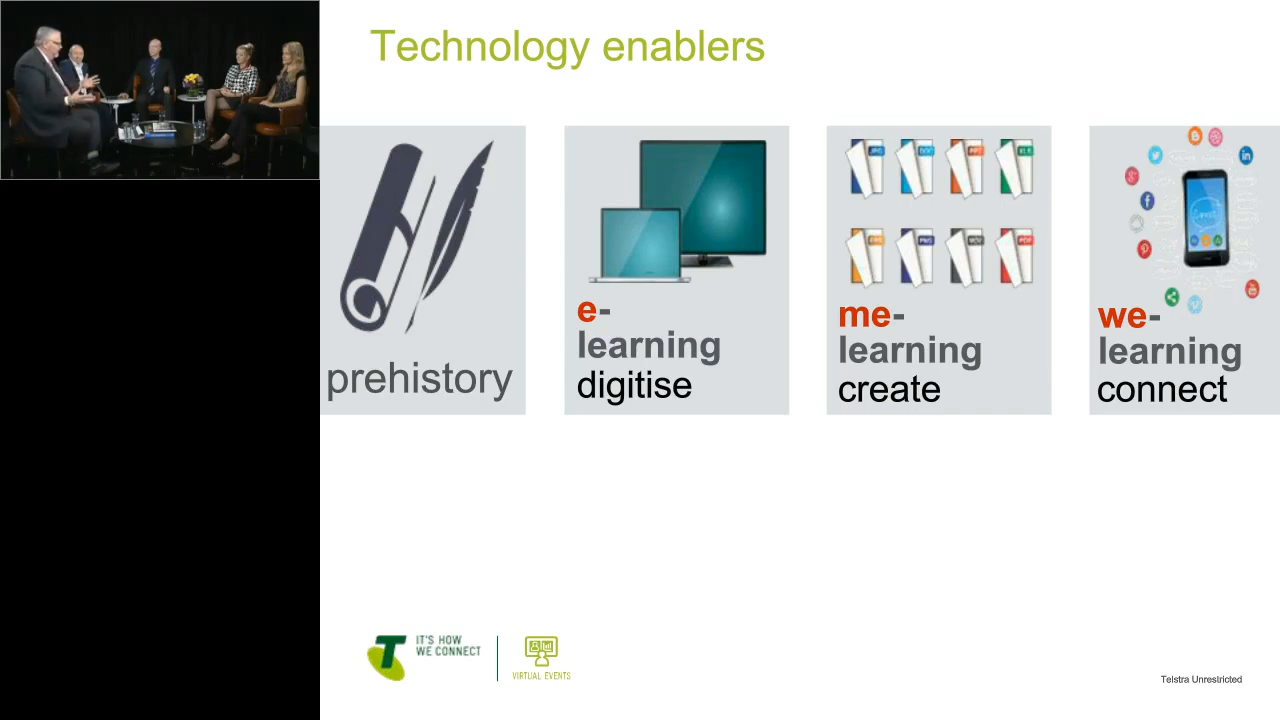 Technology enablers
prehistory
e-
learning
digitise
me-
learning
create
we-
learning
connect
IT'S HOW
WE CONNECT
VIRTUAL EVENTS
Telstra Unrestricted